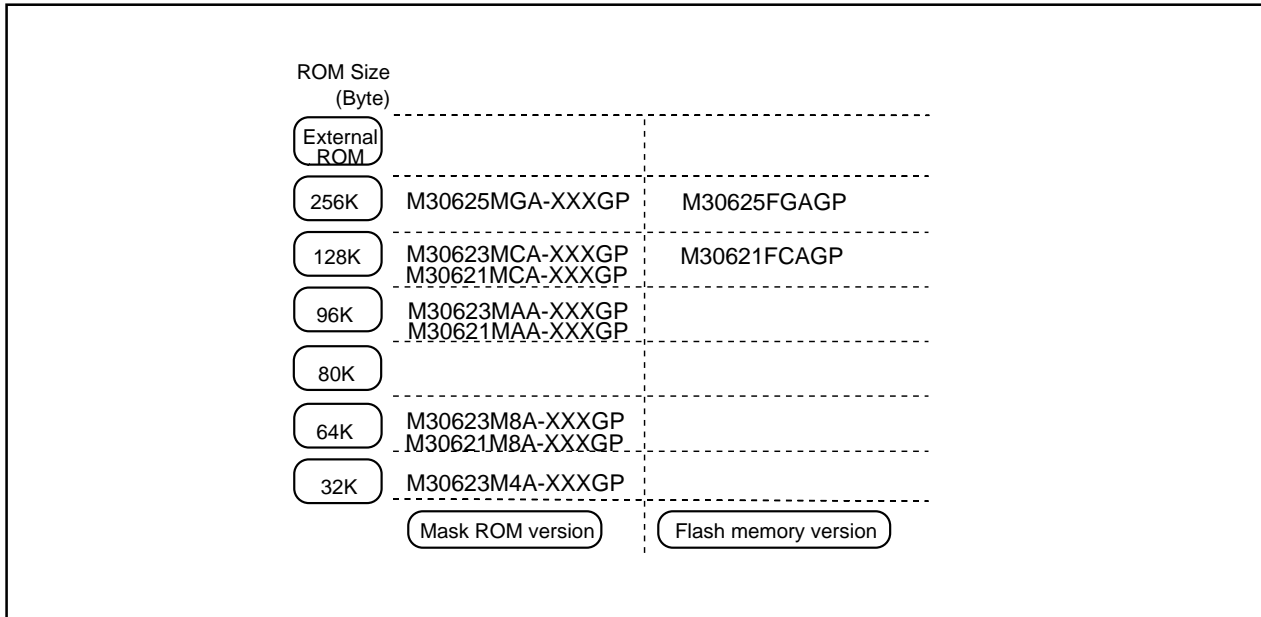 ROM Size
(Byte)
External
ROM
256K M30625MGA-XXXGP M30625FGAGP
128K M30623MCA-XXXGP M30621FCAGP
M30621MCA-XXXGP
96K M30623MAA-XXXGP
M30621MAA-XXXGP
80K
64K M30623M8A-XXXGP
M30621M8A-XXXGP
32K M30623M4A-XXXGP
Mask ROM version Flash memory version